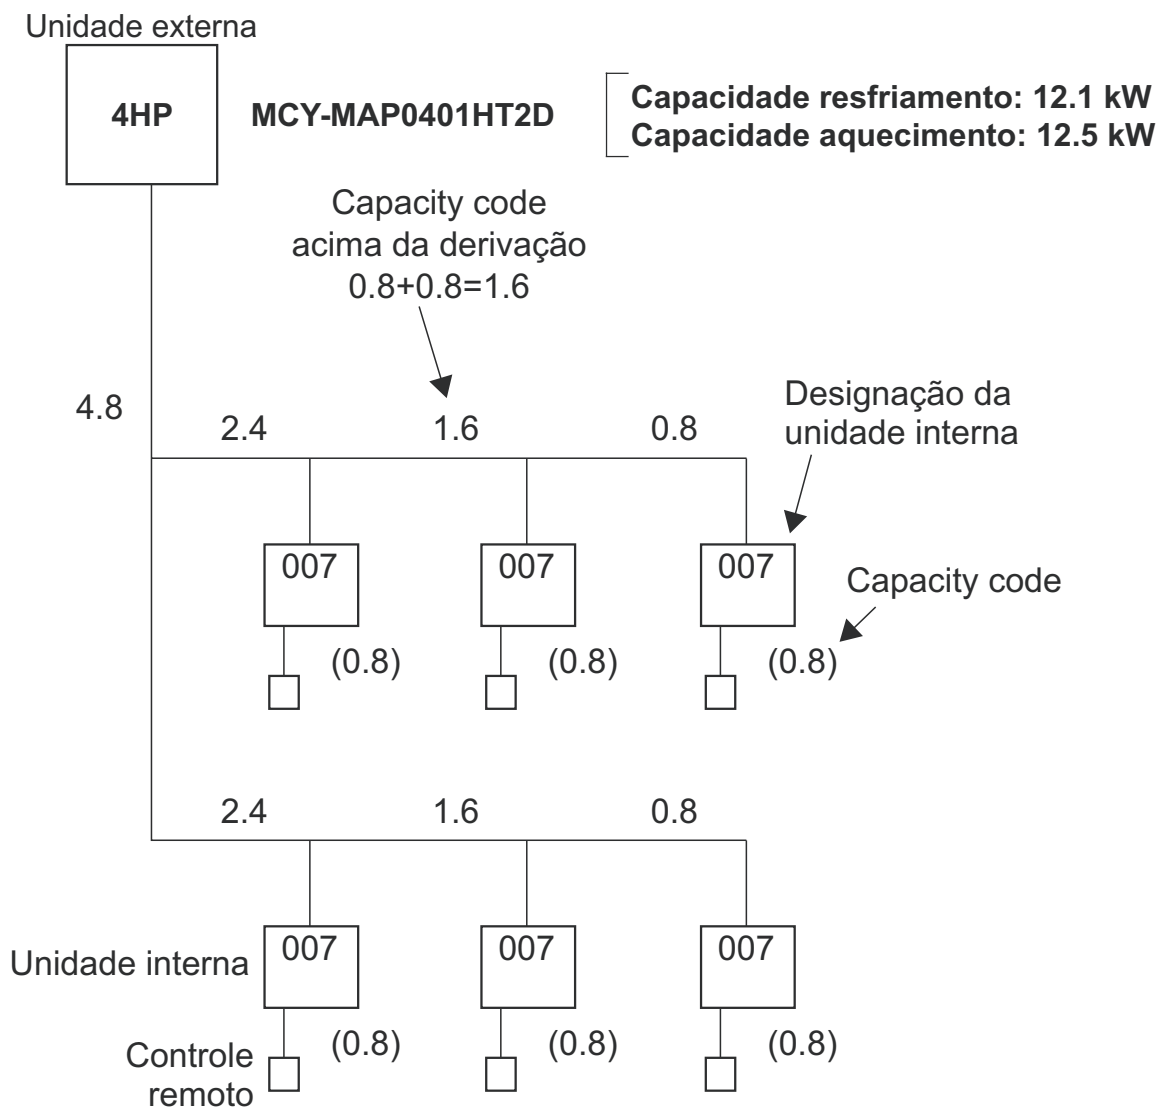 Unidade externa
4HP
MCY-MAP0401HT2D
Capacidade resfriamento: 12.1 kW
Capacidade aquecimento: 12.5 kW
Capacity code
acima da derivação
0.8+0.8=1.6
4.8
2.4
1.6
0.8
Designação da
unidade interna
007
007
007
Capacity code
(0.8)
(0.8)
(0.8)
2.4
1.6
0.8
Unidade interna
007
007
007
Controle
remoto
(0.8)
(0.8)
(0.8)